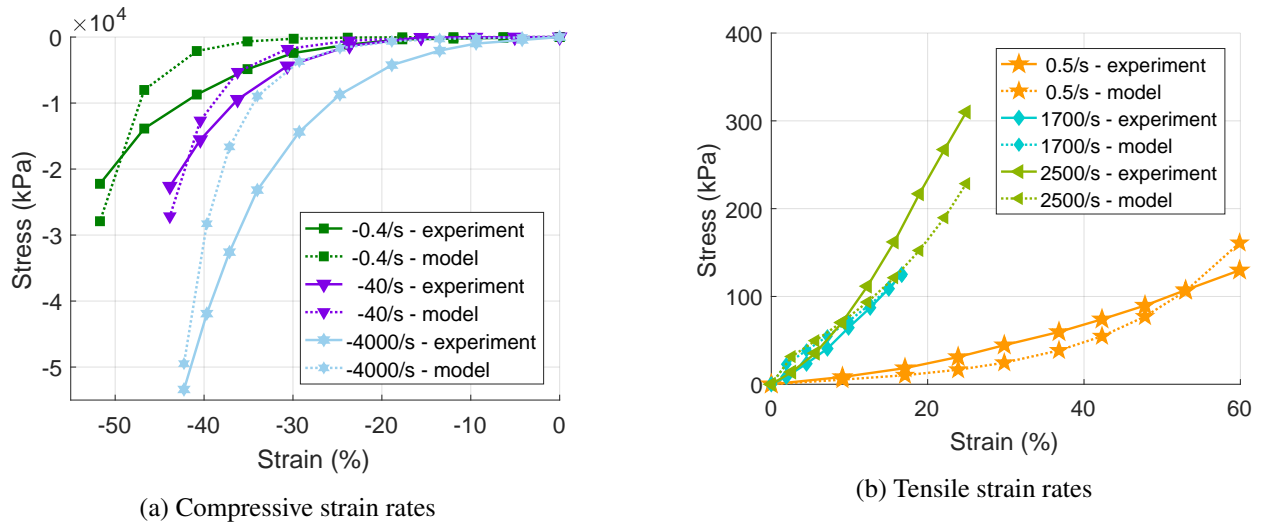 ×10⁴
0
-1
-2
-3
-4
-5
Stress (kPa)
-0.4/s - experiment
-0.4/s - model
-40/s - experiment
-40/s - model
-4000/s - experiment
-4000/s - model
-50 -40 -30 -20 -10 0
Strain (%)
(a) Compressive strain rates
400
300
200
100
0
Stress (kPa)
0.5/s - experiment
0.5/s - model
1700/s - experiment
1700/s - model
2500/s - experiment
2500/s - model
0 20 40 60
Strain (%)
(b) Tensile strain rates